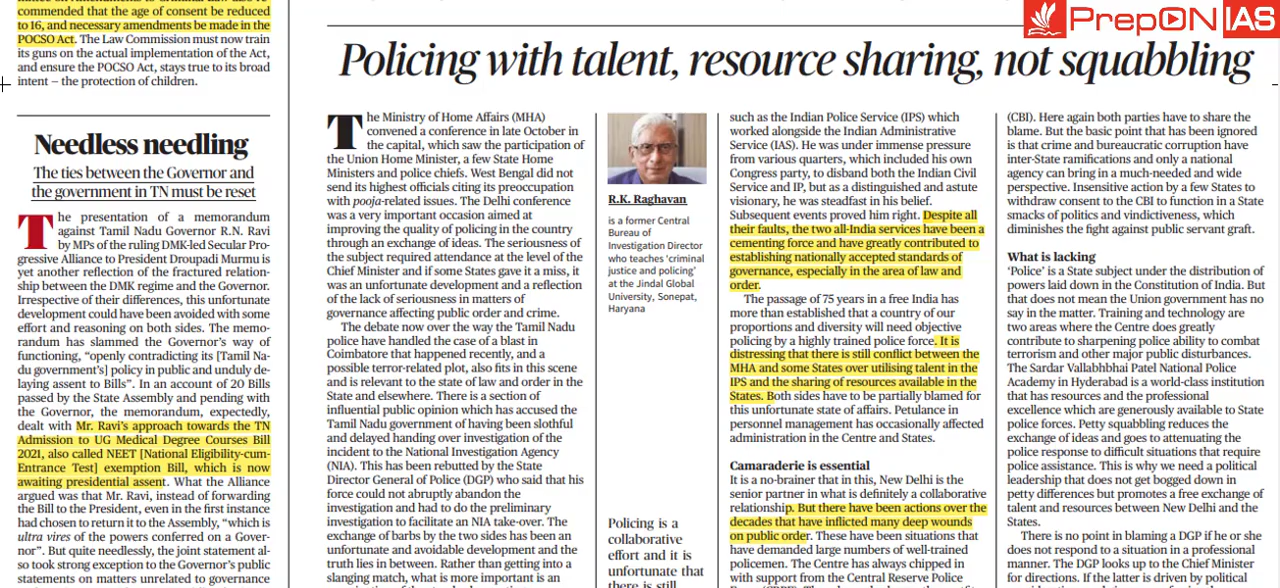 commended that the age of consent be reduced
to 16, and necessary amendments be made in the
POCSO Act. The Law Commission must now train
its guns on the actual implementation of the Act,
and ensure the POCSO Act, stays true to its broad
intent — the protection of children.
Needless needling
The ties between the Governor and
the government in TN must be reset
The presentation of a memorandum
against Tamil Nadu Governor R.N. Ravi
by MPs of the ruling DMK-led Secular Pro-
gressive Alliance to President Droupadi Murmu is
yet another reflection of the fractured relation-
ship between the DMK regime and the Governor.
Irrespective of their differences, this unfortunate
development could have been avoided with some
effort and reasoning on both sides. The memo-
randum has slammed the Governor's way of
functioning, "openly contradicting its [Tamil Na-
du government's] policy in public and unduly de-
laying assent to Bills". In an account of 20 Bills
passed by the State Assembly and pending with
the Governor, the memorandum, expectedly,
dealt with Mr. Ravi's approach towards the TN
Admission to UG Medical Degree Courses Bill
2021, also called NEET [National Eligibility-cum-
Entrance Test] exemption Bill, which is now
awaiting presidential assent. What the Alliance
argued was that Mr. Ravi, instead of forwarding
the Bill to the President, even in the first instance
had chosen to return it to the Assembly, "which is
ultra vires of the powers conferred on a Gover-
nor". But quite needlessly, the joint statement al-
so took strong exception to the Governor's public
statements on matters unrelated to governance
PrepON IAS
Policing with talent, resource sharing, not squabbling
The Ministry of Home Affairs (MHA)
convened a conference in late October in
the capital, which saw the participation of
the Union Home Minister, a few State Home
Ministers and police chiefs. West Bengal did not
send its highest officials citing its preoccupation
with pooja-related issues. The Delhi conference
was a very important occasion aimed at
improving the quality of policing in the country
through an exchange of ideas. The seriousness of
the subject required attendance at the level of the
Chief Minister and if some States gave it a miss, it
was an unfortunate development and a reflection
of the lack of seriousness in matters of
governance affecting public order and crime.
The debate now over the way the Tamil Nadu
police have handled the case of a blast in
Coimbatore that happened recently, and a
possible terror-related plot, also fits in this scene
and is relevant to the state of law and order in the
State and elsewhere. There is a section of
influential public opinion which has accused the
Tamil Nadu government of having been slothful
and delayed handing over investigation of the
incident to the National Investigation Agency
(NIA). This has been rebutted by the State
Director General of Police (DGP) who said that his
force could not abruptly abandon the
investigation and had to do the preliminary
investigation to facilitate an NIA take-over. The
exchange of barbs by the two sides has been an
unfortunate and avoidable development and the
truth lies in between. Rather than getting into a
slanging match, what is more important is an
R.K. Raghavan
is a former Central
Bureau of
Investigation Director
who teaches 'criminal
justice and policing'
at the Jindal Global
University, Sonepat,
Haryana
Policing is a
collaborative
effort and it is
unfortunate that
there is still
such as the Indian Police Service (IPS) which
worked alongside the Indian Administrative
Service (IAS). He was under immense pressure
from various quarters, which included his own
Congress party, to disband both the Indian Civil
Service and IP, but as a distinguished and astute
visionary, he was steadfast in his belief.
Subsequent events proved him right. Despite all
their faults, the two all-India services have been a
cementing force and have greatly contributed to
establishing nationally accepted standards of
governance, especially in the area of law and
order.
The passage of 75 years in a free India has
more than established that a country of our
proportions and diversity will need objective
policing by a highly trained police force. It is
distressing that there is still conflict between the
MHA and some States over utilising talent in the
IPS and the sharing of resources available in the
States. Both sides have to be partially blamed for
this unfortunate state of affairs. Petulance in
personnel management has occasionally affected
administration in the Centre and States.
Camaraderie is essential
It is a no-brainer that in this, New Delhi is the
senior partner in what is definitely a collaborative
relationship. But there have been actions over the
decades that have inflicted many deep wounds
on public order. These have been situations that
have demanded large numbers of well-trained
policemen. The Centre has always chipped in
with support from the Central Reserve Police
(CBI). Here again both parties have to share the
blame. But the basic point that has been ignored
is that crime and bureaucratic corruption have
inter-State ramifications and only a national
agency can bring in a much-needed and wide
perspective. Insensitive action by a few States to
withdraw consent to the CBI to function in a State
smacks of politics and vindictiveness, which
diminishes the fight against public servant graft.
What is lacking
'Police' is a State subject under the distribution of
powers laid down in the Constitution of India. But
that does not mean the Union government has no
say in the matter. Training and technology are
two areas where the Centre does greatly
contribute to sharpening police ability to combat
terrorism and other major public disturbances.
The Sardar Vallabhbhai Patel National Police
Academy in Hyderabad is a world-class institution
that has resources and the professional
excellence which are generously available to State
police forces. Petty squabbling reduces the
exchange of ideas and goes to attenuating the
police response to difficult situations that require
police assistance. This is why we need a political
leadership that does not get bogged down in
petty differences but promotes a free exchange of
talent and resources between New Delhi and the
States.
There is no point in blaming a DGP if he or she
does not respond to a situation in a professional
manner. The DGP looks up to the Chief Minister
for directions. If the latter is driven by political